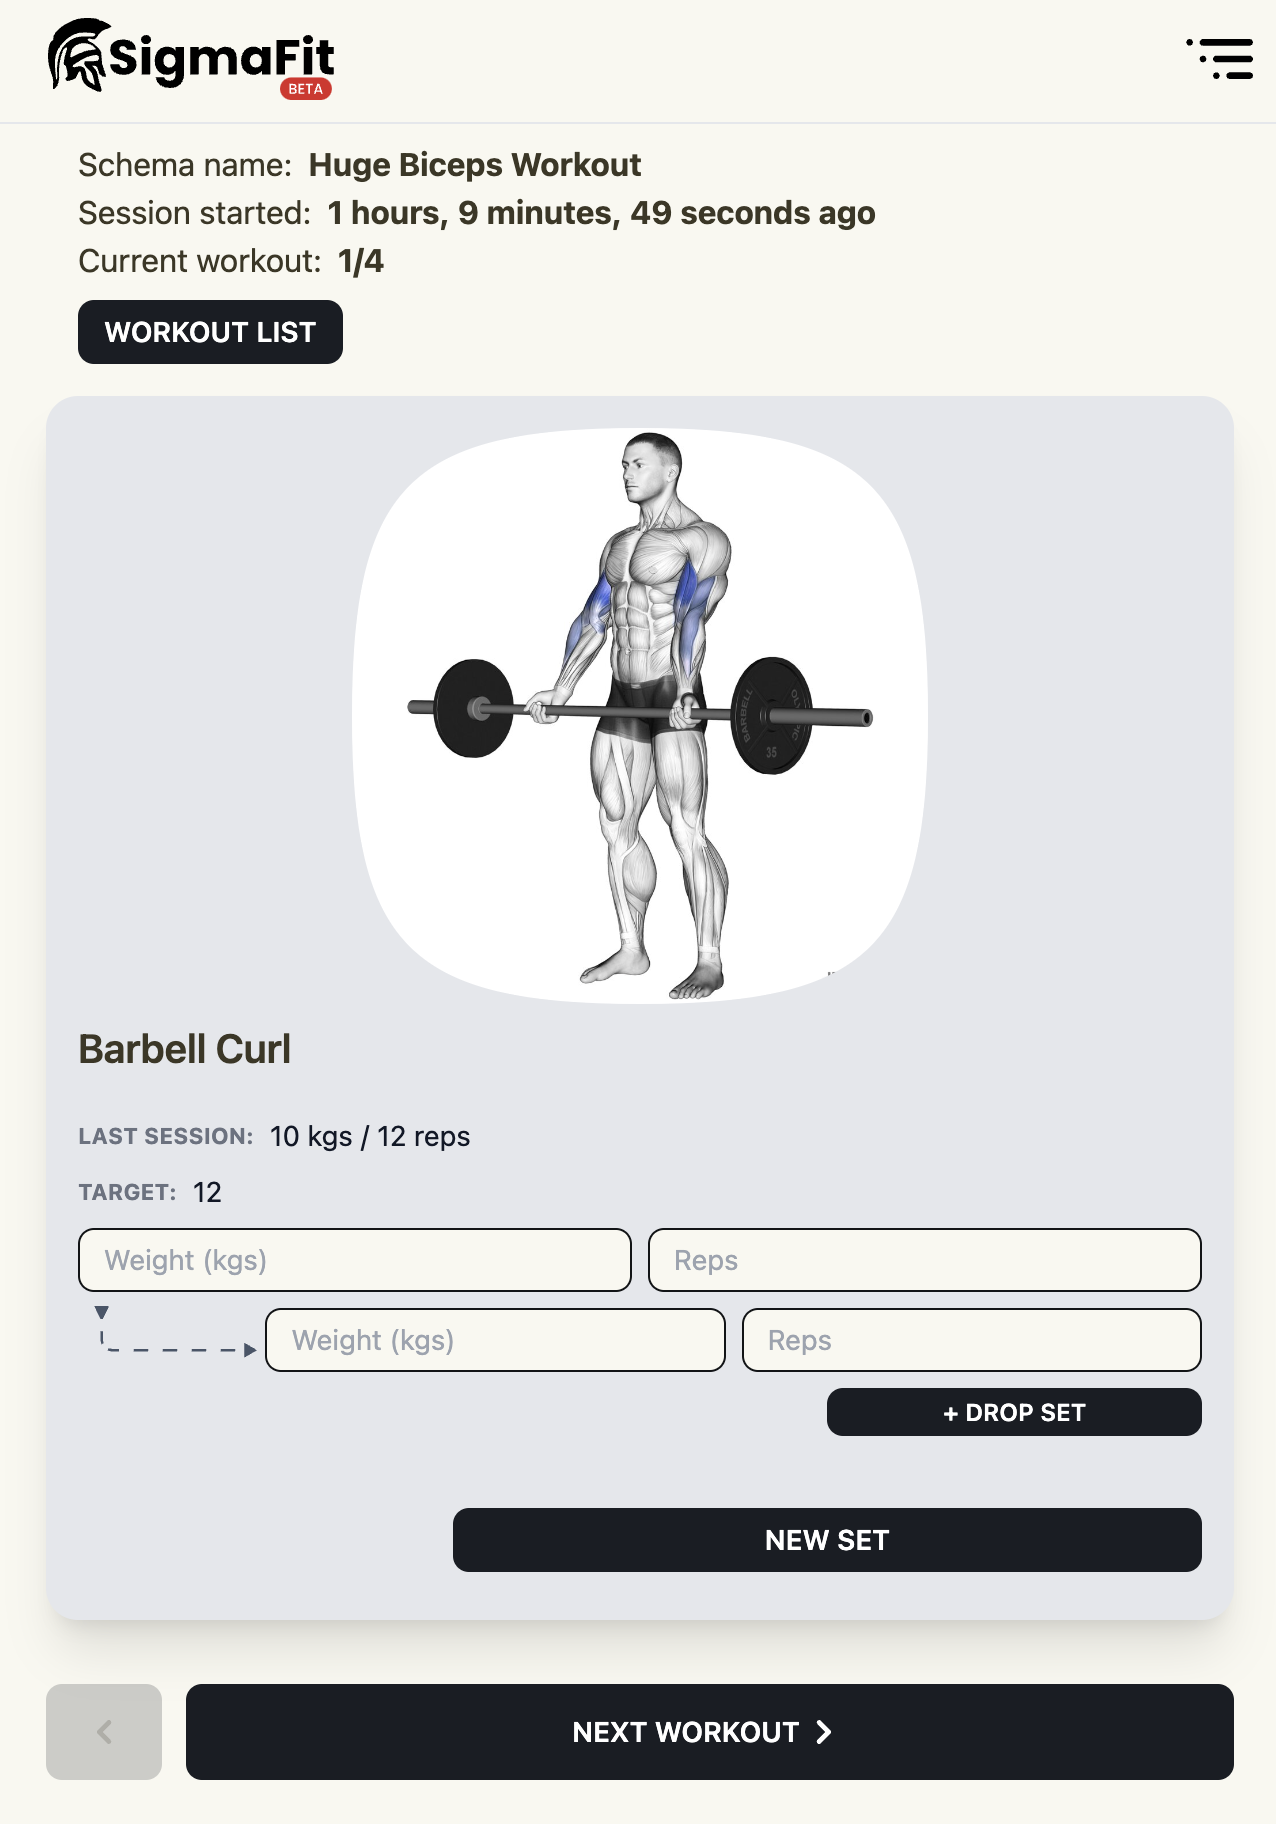 SigmaFit
BETA
Schema name: Huge Biceps Workout
Session started: 1 hours, 9 minutes, 49 seconds ago
Current workout: 1/4
WORKOUT LIST
BARBELL
35
Barbell Curl
LAST SESSION: 10 kgs / 12 reps
TARGET: 12
Weight (kgs) Reps
Weight (kgs) Reps
+ DROP SET
NEW SET
NEXT WORKOUT